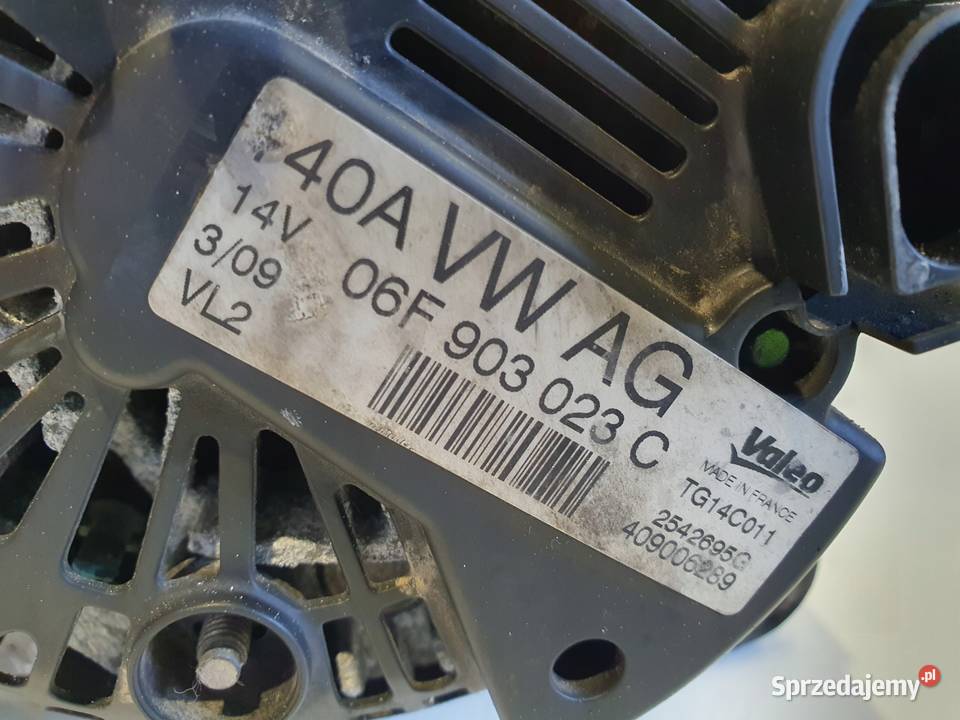 40A VW AG
14V 06F 903 023 C
3/09
VL2
Valeo
MADE IN FRANCE
TG14C011
2542695G
409006289
Sprzedajemy.pl